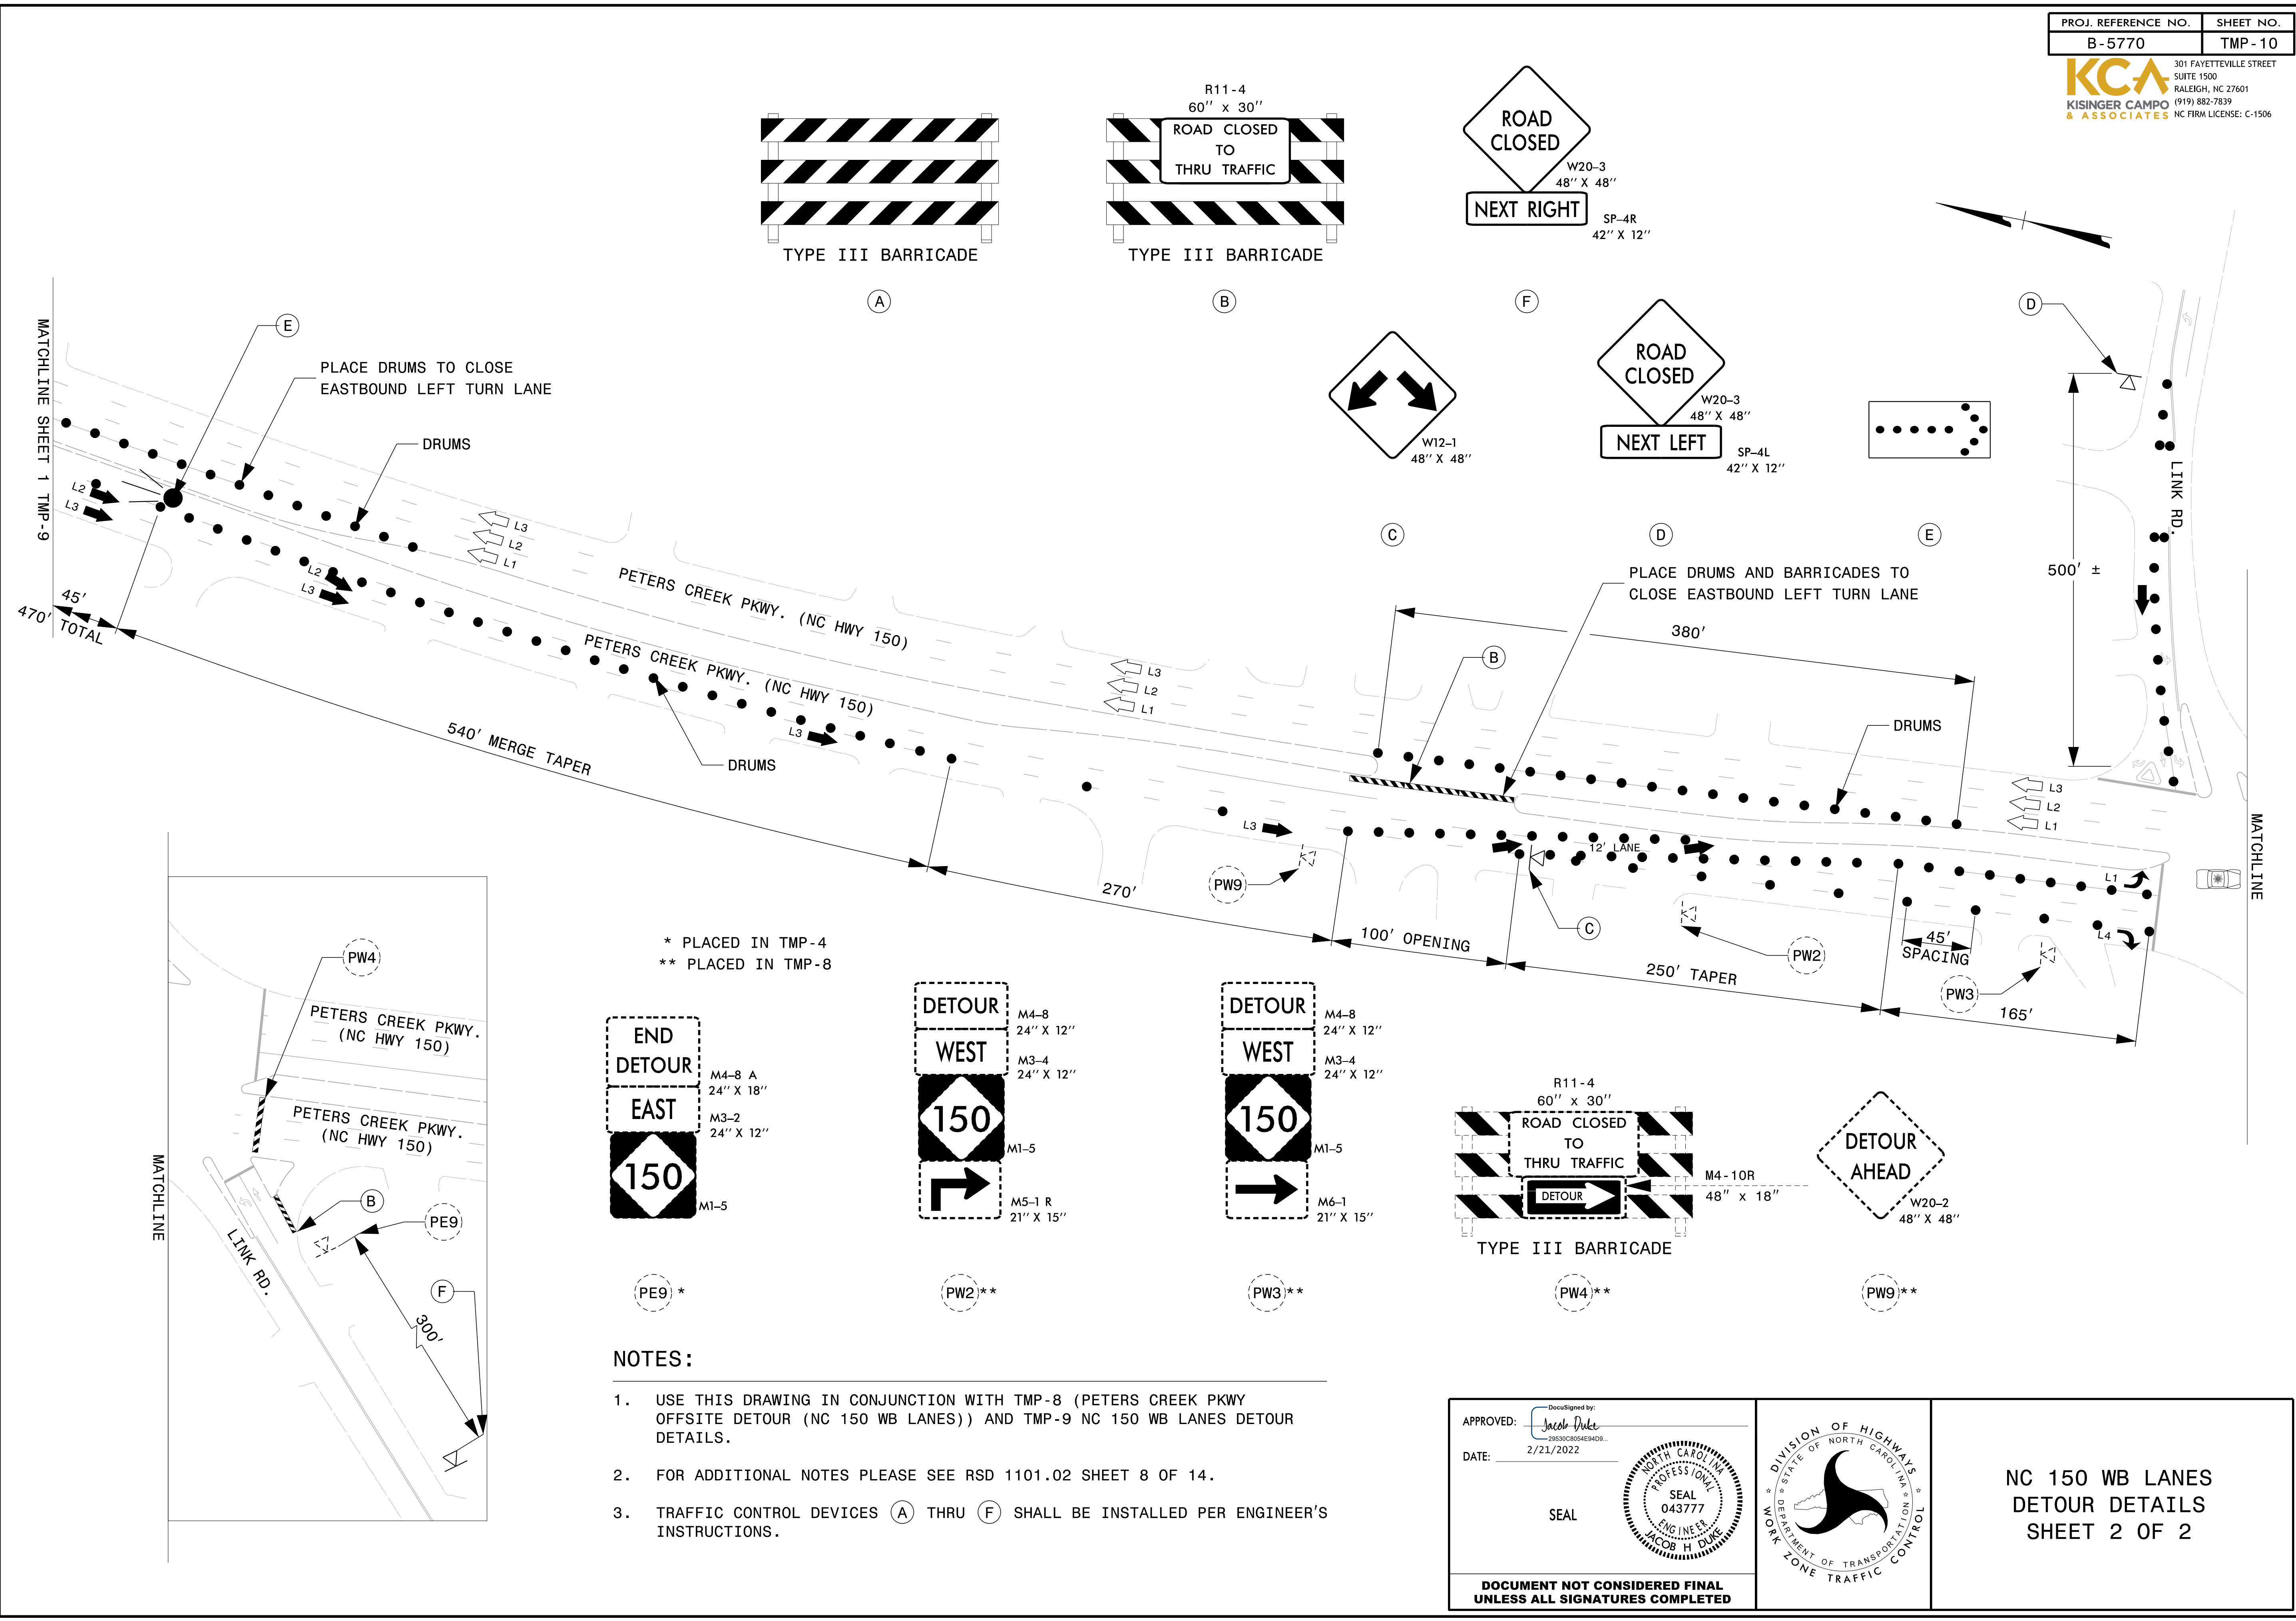 PROJ. REFERENCE NO.
SHEET NO.
B-5770
TMP-10
KCA
KISINGER CAMPO
& ASSOCIATES
301 FAYETTEVILLE STREET
SUITE 1500
RALEIGH, NC 27601
(919) 882-7839
NC FIRM LICENSE: C-1506
TYPE III BARRICADE
A
R11-4
60'' x 30''
ROAD CLOSED
TO
THRU TRAFFIC
TYPE III BARRICADE
B
ROAD
CLOSED
W20-3
48'' X 48''
NEXT RIGHT
SP-4R
42'' X 12''
F
W12-1
48'' X 48''
C
ROAD
CLOSED
W20-3
48'' X 48''
NEXT LEFT
SP-4L
42'' X 12''
D
E
D
LINK RD.
500' ±
MATCHLINE SHEET 1 TMP-9
E
PLACE DRUMS TO CLOSE
EASTBOUND LEFT TURN LANE
DRUMS
L2
L3
L3
L2
L1
L2
L3
45'
470' TOTAL
PETERS CREEK PKWY. (NC HWY 150)
PETERS CREEK PKWY. (NC HWY 150)
540' MERGE TAPER
DRUMS
L3
L3
L2
L1
B
PLACE DRUMS AND BARRICADES TO
CLOSE EASTBOUND LEFT TURN LANE
380'
DRUMS
L3
L2
L1
L3
12' LANE
PW9
270'
100' OPENING
C
PW2
250' TAPER
45'
SPACING
PW3
165'
L1
L4
MATCHLINE
PW4
PETERS CREEK PKWY.
(NC HWY 150)
PETERS CREEK PKWY.
(NC HWY 150)
MATCHLINE
LINK RD.
B
PE9
F
300'
* PLACED IN TMP-4
** PLACED IN TMP-8
END
DETOUR
M4-8 A
24'' X 18''
EAST
M3-2
24'' X 12''
150
M1-5
PE9 *
DETOUR
M4-8
24'' X 12''
WEST
M3-4
24'' X 12''
150
M1-5
M5-1 R
21'' X 15''
PW2 **
DETOUR
M4-8
24'' X 12''
WEST
M3-4
24'' X 12''
150
M1-5
M6-1
21'' X 15''
PW3 **
R11-4
60'' x 30''
ROAD CLOSED
TO
THRU TRAFFIC
DETOUR
M4-10R
48" x 18"
TYPE III BARRICADE
PW4 **
DETOUR
AHEAD
W20-2
48'' X 48''
PW9 **
NOTES:
1. USE THIS DRAWING IN CONJUNCTION WITH TMP-8 (PETERS CREEK PKWY
OFFSITE DETOUR (NC 150 WB LANES)) AND TMP-9 NC 150 WB LANES DETOUR
DETAILS.
2. FOR ADDITIONAL NOTES PLEASE SEE RSD 1101.02 SHEET 8 OF 14.
3. TRAFFIC CONTROL DEVICES A THRU F SHALL BE INSTALLED PER ENGINEER'S
INSTRUCTIONS.
APPROVED:
DocuSigned by:
Jacob Duke
29530C8054E94D9...
DATE: 2/21/2022
SEAL
NORTH CAROLINA
PROFESSIONAL
SEAL
043777
ENGINEER
JACOB H DUKE
DOCUMENT NOT CONSIDERED FINAL
UNLESS ALL SIGNATURES COMPLETED
DIVISION OF HIGHWAYS
STATE OF NORTH CAROLINA
DEPARTMENT OF TRANSPORTATION
WORK ZONE TRAFFIC CONTROL
NC 150 WB LANES
DETOUR DETAILS
SHEET 2 OF 2